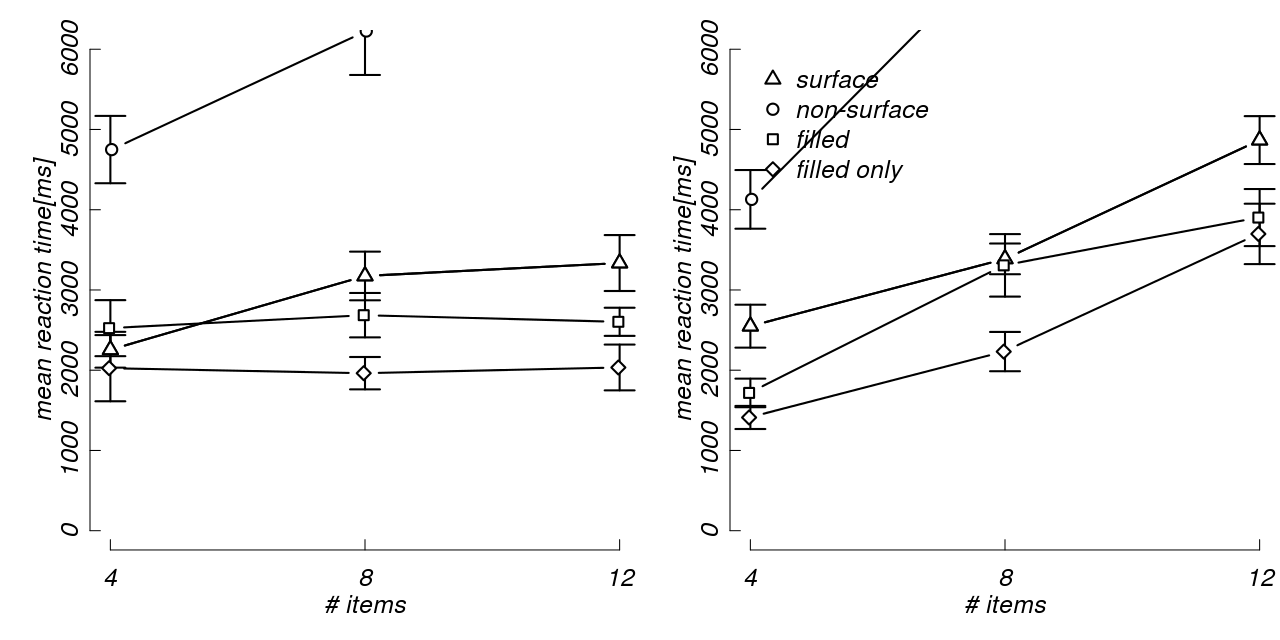 6000
5000
4000
3000
2000
1000
0
mean reaction time[ms]
4 8 12
# items
6000
5000
4000
3000
2000
1000
0
mean reaction time[ms]
surface
non-surface
filled
filled only
4 8 12
# items